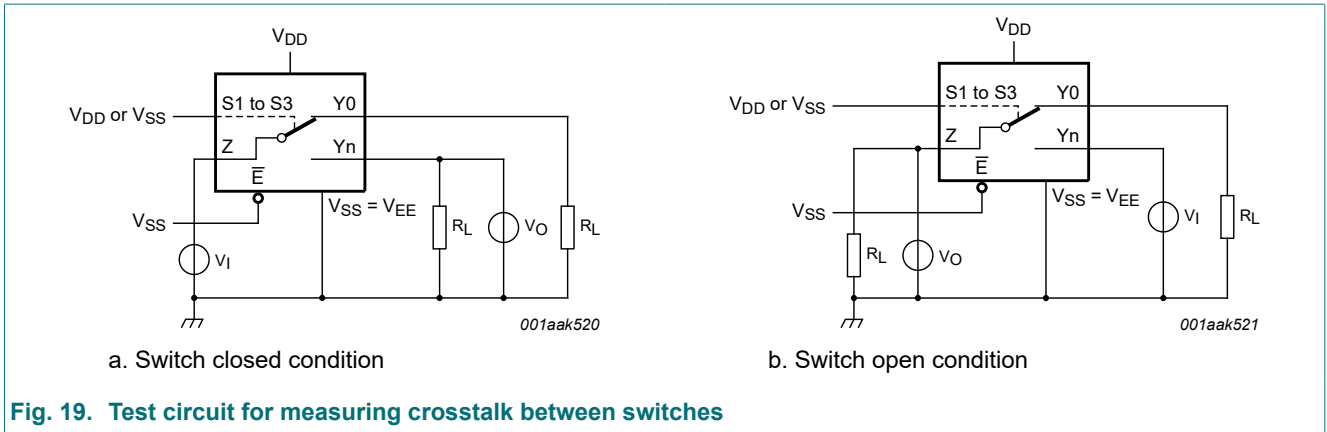 VDD
VDD or VSS
S1 to S3
Y0
Z
Yn
E
VSS
VSS = VEE
VI
RL
VO
RL
001aak520
a. Switch closed condition
VDD
VDD or VSS
S1 to S3
Y0
Z
Yn
E
VSS
VSS = VEE
RL
VO
VI
RL
001aak521
b. Switch open condition
Fig. 19. Test circuit for measuring crosstalk between switches